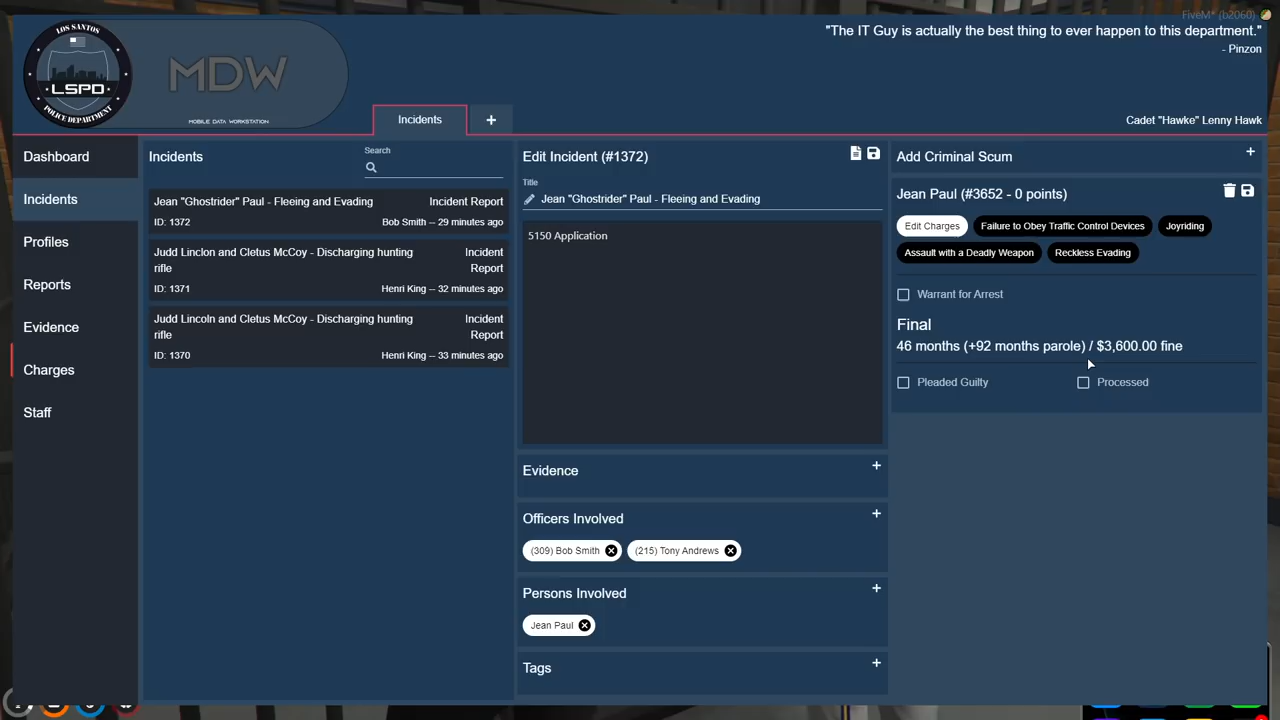 FiveM* (b2060)
"The IT Guy is actually the best thing to ever happen to this department."
- Pinzon
LOS SANTOS
LSPD
POLICE DEPARTMENT
MDW
MOBILE DATA WORKSTATION
Incidents
+
Cadet "Hawke" Lenny Hawk
Dashboard
Incidents
Profiles
Reports
Evidence
Charges
Staff
Incidents
Search
Jean "Ghostrider" Paul - Fleeing and Evading
Incident Report
ID: 1372
Bob Smith -- 29 minutes ago
Judd Linclon and Cletus McCoy - Discharging hunting
rifle
Incident
Report
ID: 1371
Henri King -- 32 minutes ago
Judd Lincoln and Cletus McCoy - Discharging hunting
rifle
Incident
Report
ID: 1370
Henri King -- 33 minutes ago
Edit Incident (#1372)
Title
Jean "Ghostrider" Paul - Fleeing and Evading
5150 Application
Evidence
+
Officers Involved
+
(309) Bob Smith
(215) Tony Andrews
Persons Involved
+
Jean Paul
Tags
+
Add Criminal Scum
+
Jean Paul (#3652 - 0 points)
Edit Charges
Failure to Obey Traffic Control Devices
Joyriding
Assault with a Deadly Weapon
Reckless Evading
Warrant for Arrest
Final
46 months (+92 months parole) / $3,600.00 fine
Pleaded Guilty
Processed